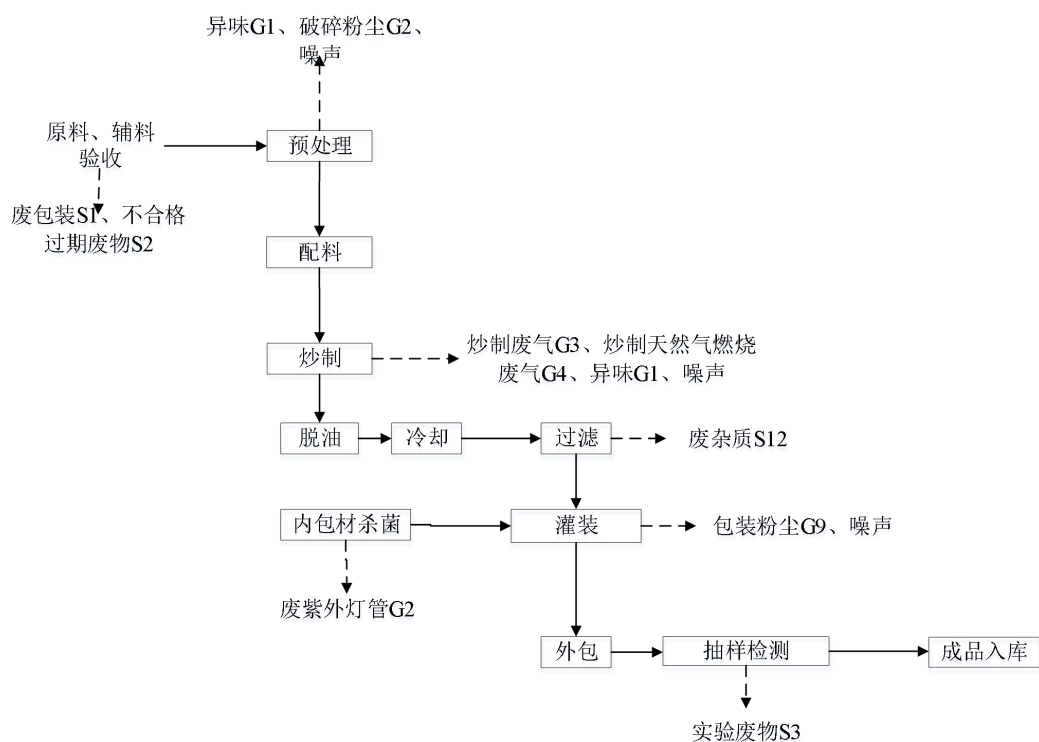 异味G1、破碎粉尘G2、
噪声
原料、辅料
验收
预处理
废包装S1、不合格
过期废物S2
配料
炒制
炒制废气G3、炒制天然气燃烧
废气G4、异味G1、噪声
脱油
冷却
过滤
废杂质S12
内包材杀菌
灌装
包装粉尘G9、噪声
废紫外灯管G2
外包
抽样检测
成品入库
实验废物S3